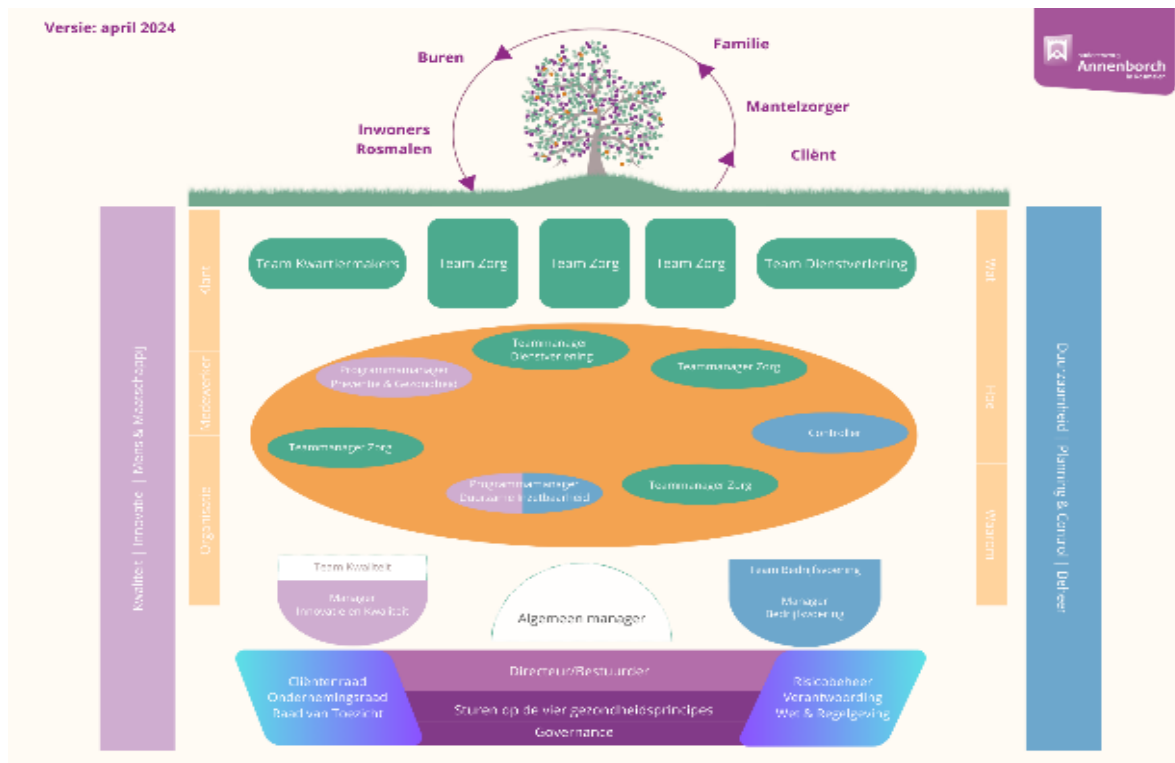 Versie: april 2024
Buren
Familie
Annenborch
Mantelzorger
Inwoners
Rosmalen
Cliënt
Team Kwartiermakers
Team Zorg
Team Zorg
Team Zorg
Team Dienstverlening
Klant
Medewerker
Organisatie
Wat
Hoe
Waarom
Kwaliteit | Innovatie | Mens & Maatschappij
Duurzaamheid | Planning & Control | Beheer
Teammanager
Dienstverlening
Programmamanager
Preventie & Gezondheid
Teammanager Zorg
Teammanager Zorg
Controller
Programmamanager
Duurzame Inzetbaarheid
Teammanager Zorg
Team Kwaliteit
Manager
Innovatie en Kwaliteit
Algemeen manager
Team Bedrijfsvoering
Manager
Bedrijfsvoering
Cliëntenraad
Ondernemingsraad
Raad van Toezicht
Directeur/Bestuurder
Sturen op de vier gezondheidsprincipes
Governance
Risicobeheer
Verantwoording
Wet & Regelgeving